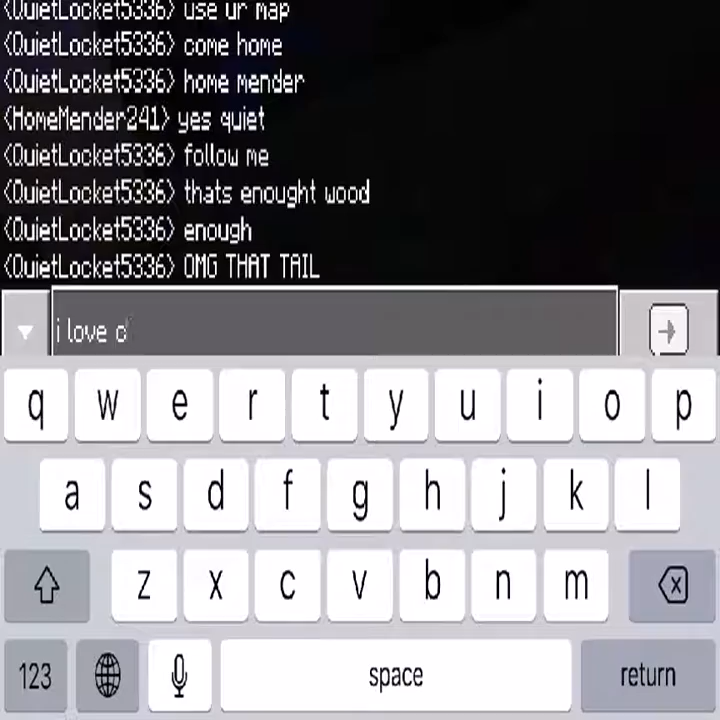 <QuietLocket5336> use ur map
<QuietLocket5336> come home
<QuietLocket5336> home mender
<HomeMender241> yes quiet
<QuietLocket5336> follow me
<QuietLocket5336> thats enought wood
<QuietLocket5336> enough
<QuietLocket5336> OMG THAT TAIL
i love
q w e r t y u i o p
a s d f g h j k l
z x c v b n m
123 space return